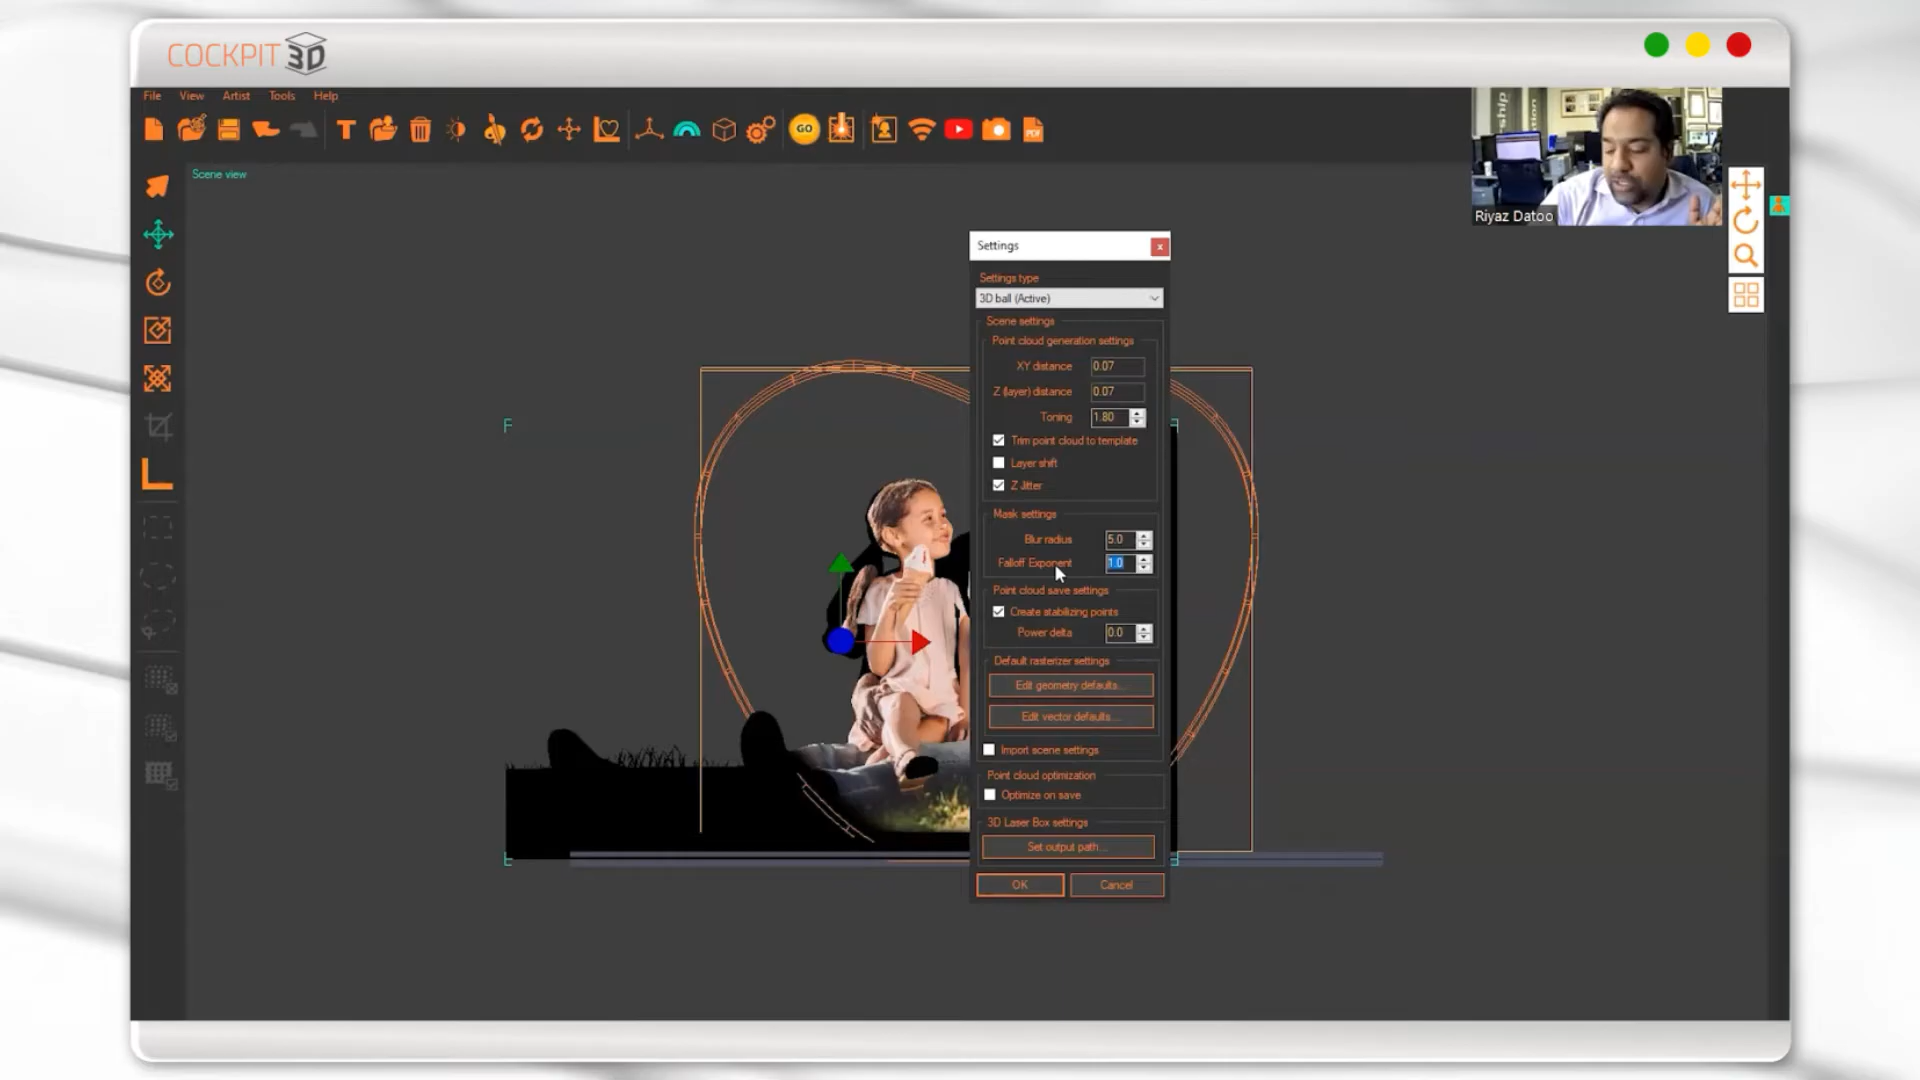 COCKPIT 3D
File View Artist Tools Help
T GO PDF
Scene view
ship
tion
Riyaz Datoo
Settings
x
Settings type
3D ball (Active)
Scene settings
Point cloud generation settings
XY distance 0.07
Z (layer) distance 0.07
Toning 1.80
Trim point cloud to template
Layer shift
Z Jitter
Mask settings
Blur radius 5.0
Falloff Exponent 1.0
Point cloud save settings
Create stabilizing points
Power delta 0.0
Default rasterizer settings
Edit geometry defaults...
Edit vector defaults...
Import scene settings
Point cloud optimization
Optimize on save
3D Laser Box settings
Set output path...
OK Cancel